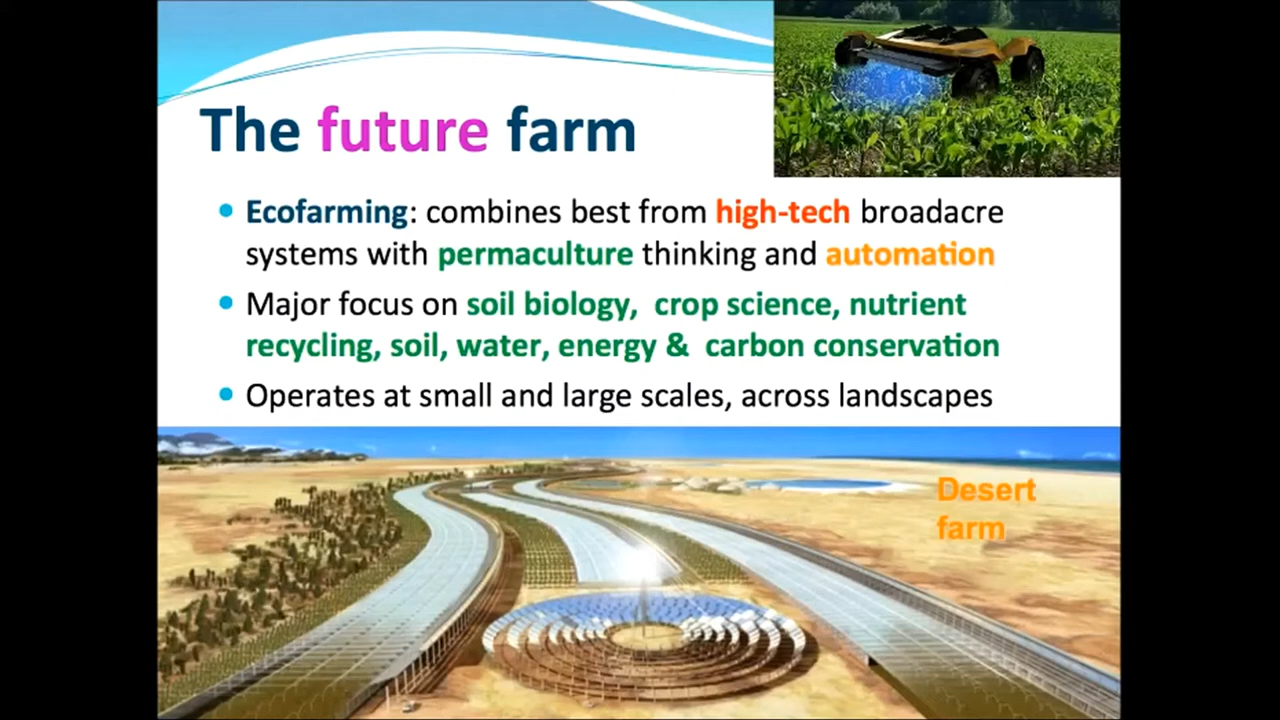 The future farm
Ecofarming: combines best from high-tech broadacre
systems with permaculture thinking and automation
Major focus on soil biology, crop science, nutrient
recycling, soil, water, energy & carbon conservation
Operates at small and large scales, across landscapes
Desert
farm